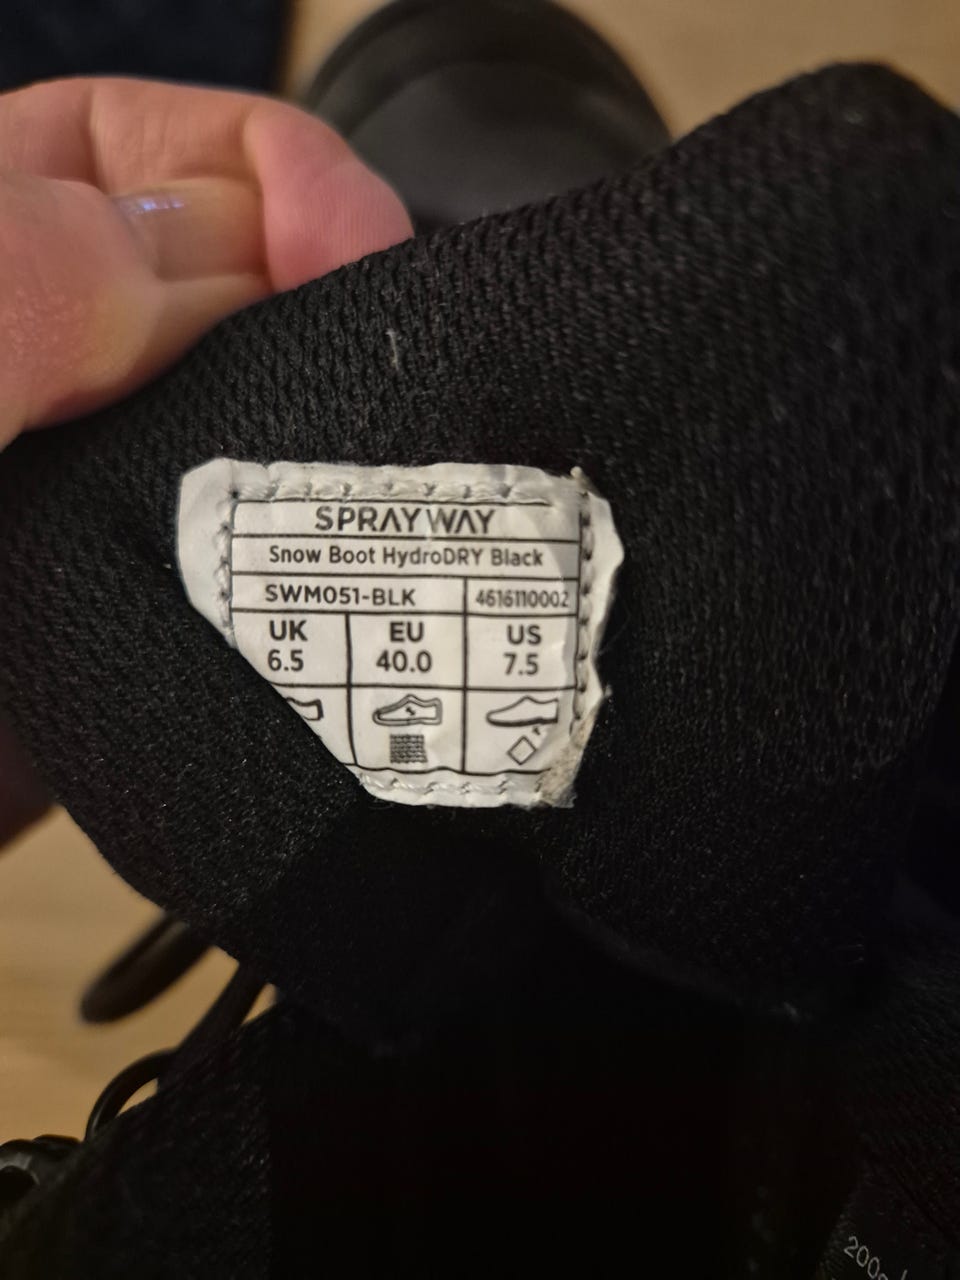 SPRAYWAY
Snow Boot HydroDRY Black
SWM051-BLK 4616110002
UK EU US
6.5 40.0 7.5